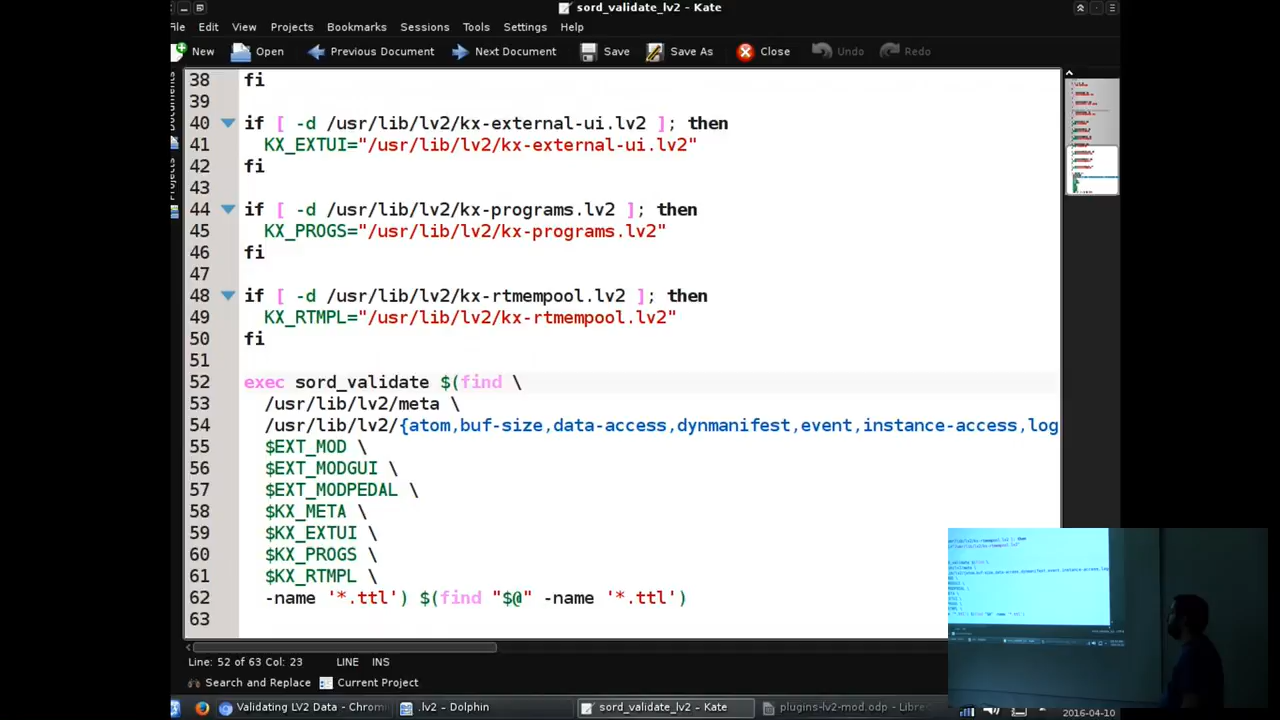 sord_validate_lv2 – Kate
File Edit View Projects Bookmarks Sessions Tools Settings Help
New Open Previous Document Next Document Save Save As Close Undo Redo
Documents
Projects
38 fi
39
40 if [ -d /usr/lib/lv2/kx-external-ui.lv2 ]; then
41 KX_EXTUI="/usr/lib/lv2/kx-external-ui.lv2"
42 fi
43
44 if [ -d /usr/lib/lv2/kx-programs.lv2 ]; then
45 KX_PROGS="/usr/lib/lv2/kx-programs.lv2"
46 fi
47
48 if [ -d /usr/lib/lv2/kx-rtmempool.lv2 ]; then
49 KX_RTMPL="/usr/lib/lv2/kx-rtmempool.lv2"
50 fi
51
52 exec sord_validate $(find \
53 /usr/lib/lv2/meta \
54 /usr/lib/lv2/{atom,buf-size,data-access,dynmanifest,event,instance-access,log
55 $EXT_MOD \
56 $EXT_MODGUI \
57 $EXT_MODPEDAL \
58 $KX_META \
59 $KX_EXTUI \
60 $KX_PROGS \
61 $KX_RTMPL \
62 -name '*.ttl') $(find "$@" -name '*.ttl')
63
Line: 52 of 63 Col: 23 LINE INS
Search and Replace Current Project
Validating LV2 Data - Chrom .lv2 – Dolphin sord_validate_lv2 – Kate plugins-lv2-mod.odp - Libre
2016-04-10